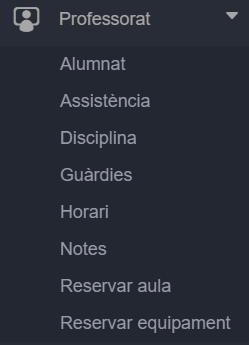 Professorat
Alumnat
Assistència
Disciplina
Guàrdies
Horari
Notes
Reservar aula
Reservar equipament